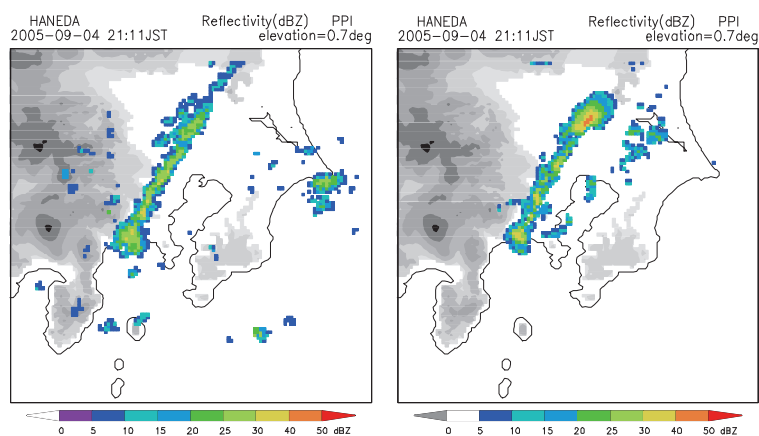 HANEDA Reflectivity(dBZ) PPI
2005-09-04 21:11JST elevation=0.7deg
HANEDA Reflectivity(dBZ) PPI
2005-09-04 21:11JST elevation=0.7deg
0 5 10 15 20 25 30 40 50 dBZ
0 5 10 15 20 25 30 40 50 dBZ